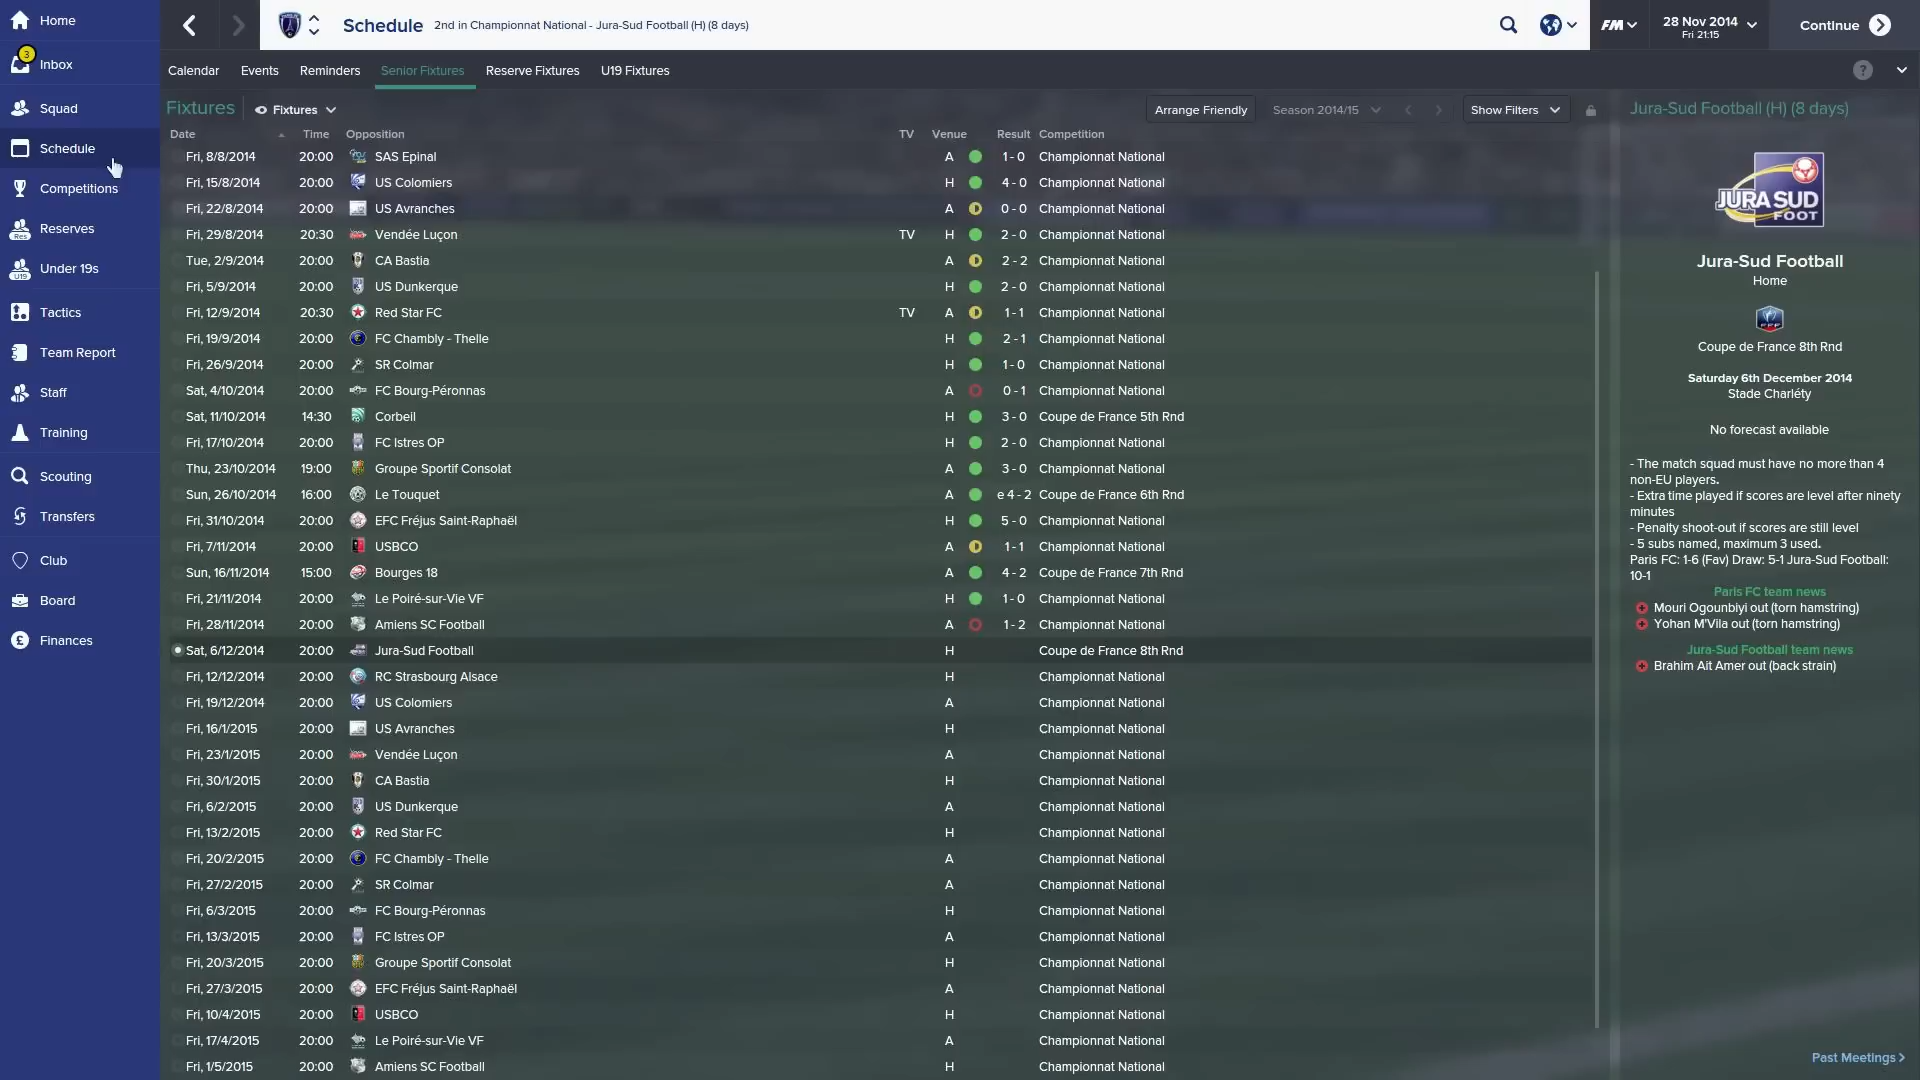 Home
3
Inbox
Squad
Schedule
Competitions
Res
Reserves
U19
Under 19s
Tactics
Team Report
Staff
Training
Scouting
Transfers
Club
Board
£ Finances
Schedule 2nd in Championnat National - Jura-Sud Football (H) (8 days)
FM
28 Nov 2014
Fri 21:15
Continue
Calendar Events Reminders Senior Fixtures Reserve Fixtures U19 Fixtures
?
Fixtures Fixtures Arrange Friendly Season 2014/15 Show Filters
Date Time Opposition TV Venue Result Competition
Fri, 8/8/2014 20:00 SAS Epinal A 1 - 0 Championnat National
Fri, 15/8/2014 20:00 US Colomiers H 4 - 0 Championnat National
Fri, 22/8/2014 20:00 US Avranches A 0 - 0 Championnat National
Fri, 29/8/2014 20:30 Vendée Luçon TV H 2 - 0 Championnat National
Tue, 2/9/2014 20:00 CA Bastia A 2 - 2 Championnat National
Fri, 5/9/2014 20:00 US Dunkerque H 2 - 0 Championnat National
Fri, 12/9/2014 20:30 Red Star FC TV A 1 - 1 Championnat National
Fri, 19/9/2014 20:00 FC Chambly - Thelle H 2 - 1 Championnat National
Fri, 26/9/2014 20:00 SR Colmar H 1 - 0 Championnat National
Sat, 4/10/2014 20:00 FC Bourg-Péronnas A 0 - 1 Championnat National
Sat, 11/10/2014 14:30 Corbeil H 3 - 0 Coupe de France 5th Rnd
Fri, 17/10/2014 20:00 FC Istres OP H 2 - 0 Championnat National
Thu, 23/10/2014 19:00 Groupe Sportif Consolat A 3 - 0 Championnat National
Sun, 26/10/2014 16:00 Le Touquet A e 4 - 2 Coupe de France 6th Rnd
Fri, 31/10/2014 20:00 EFC Fréjus Saint-Raphaël H 5 - 0 Championnat National
Fri, 7/11/2014 20:00 USBCO A 1 - 1 Championnat National
Sun, 16/11/2014 15:00 Bourges 18 A 4 - 2 Coupe de France 7th Rnd
Fri, 21/11/2014 20:00 Le Poiré-sur-Vie VF H 1 - 0 Championnat National
Fri, 28/11/2014 20:00 Amiens SC Football A 1 - 2 Championnat National
Sat, 6/12/2014 20:00 Jura-Sud Football H Coupe de France 8th Rnd
Fri, 12/12/2014 20:00 RC Strasbourg Alsace H Championnat National
Fri, 19/12/2014 20:00 US Colomiers A Championnat National
Fri, 16/1/2015 20:00 US Avranches H Championnat National
Fri, 23/1/2015 20:00 Vendée Luçon A Championnat National
Fri, 30/1/2015 20:00 CA Bastia H Championnat National
Fri, 6/2/2015 20:00 US Dunkerque A Championnat National
Fri, 13/2/2015 20:00 Red Star FC H Championnat National
Fri, 20/2/2015 20:00 FC Chambly - Thelle A Championnat National
Fri, 27/2/2015 20:00 SR Colmar A Championnat National
Fri, 6/3/2015 20:00 FC Bourg-Péronnas H Championnat National
Fri, 13/3/2015 20:00 FC Istres OP A Championnat National
Fri, 20/3/2015 20:00 Groupe Sportif Consolat H Championnat National
Fri, 27/3/2015 20:00 EFC Fréjus Saint-Raphaël A Championnat National
Fri, 10/4/2015 20:00 USBCO H Championnat National
Fri, 17/4/2015 20:00 Le Poiré-sur-Vie VF A Championnat National
Fri, 1/5/2015 20:00 Amiens SC Football H Championnat National
Jura-Sud Football (H) (8 days)
JURA SUD
FOOT
Jura-Sud Football
Home
FFF
Coupe de France 8th Rnd
Saturday 6th December 2014
Stade Charléty
No forecast available
- The match squad must have no more than 4
non-EU players.
- Extra time played if scores are level after ninety
minutes
- Penalty shoot-out if scores are still level
- 5 subs named, maximum 3 used.
Paris FC: 1-6 (Fav) Draw: 5-1 Jura-Sud Football:
10-1
Paris FC team news
Mouri Ogounbiyi out (torn hamstring)
Yohan M'Vila out (torn hamstring)
Jura-Sud Football team news
Brahim Ait Amer out (back strain)
Past Meetings >